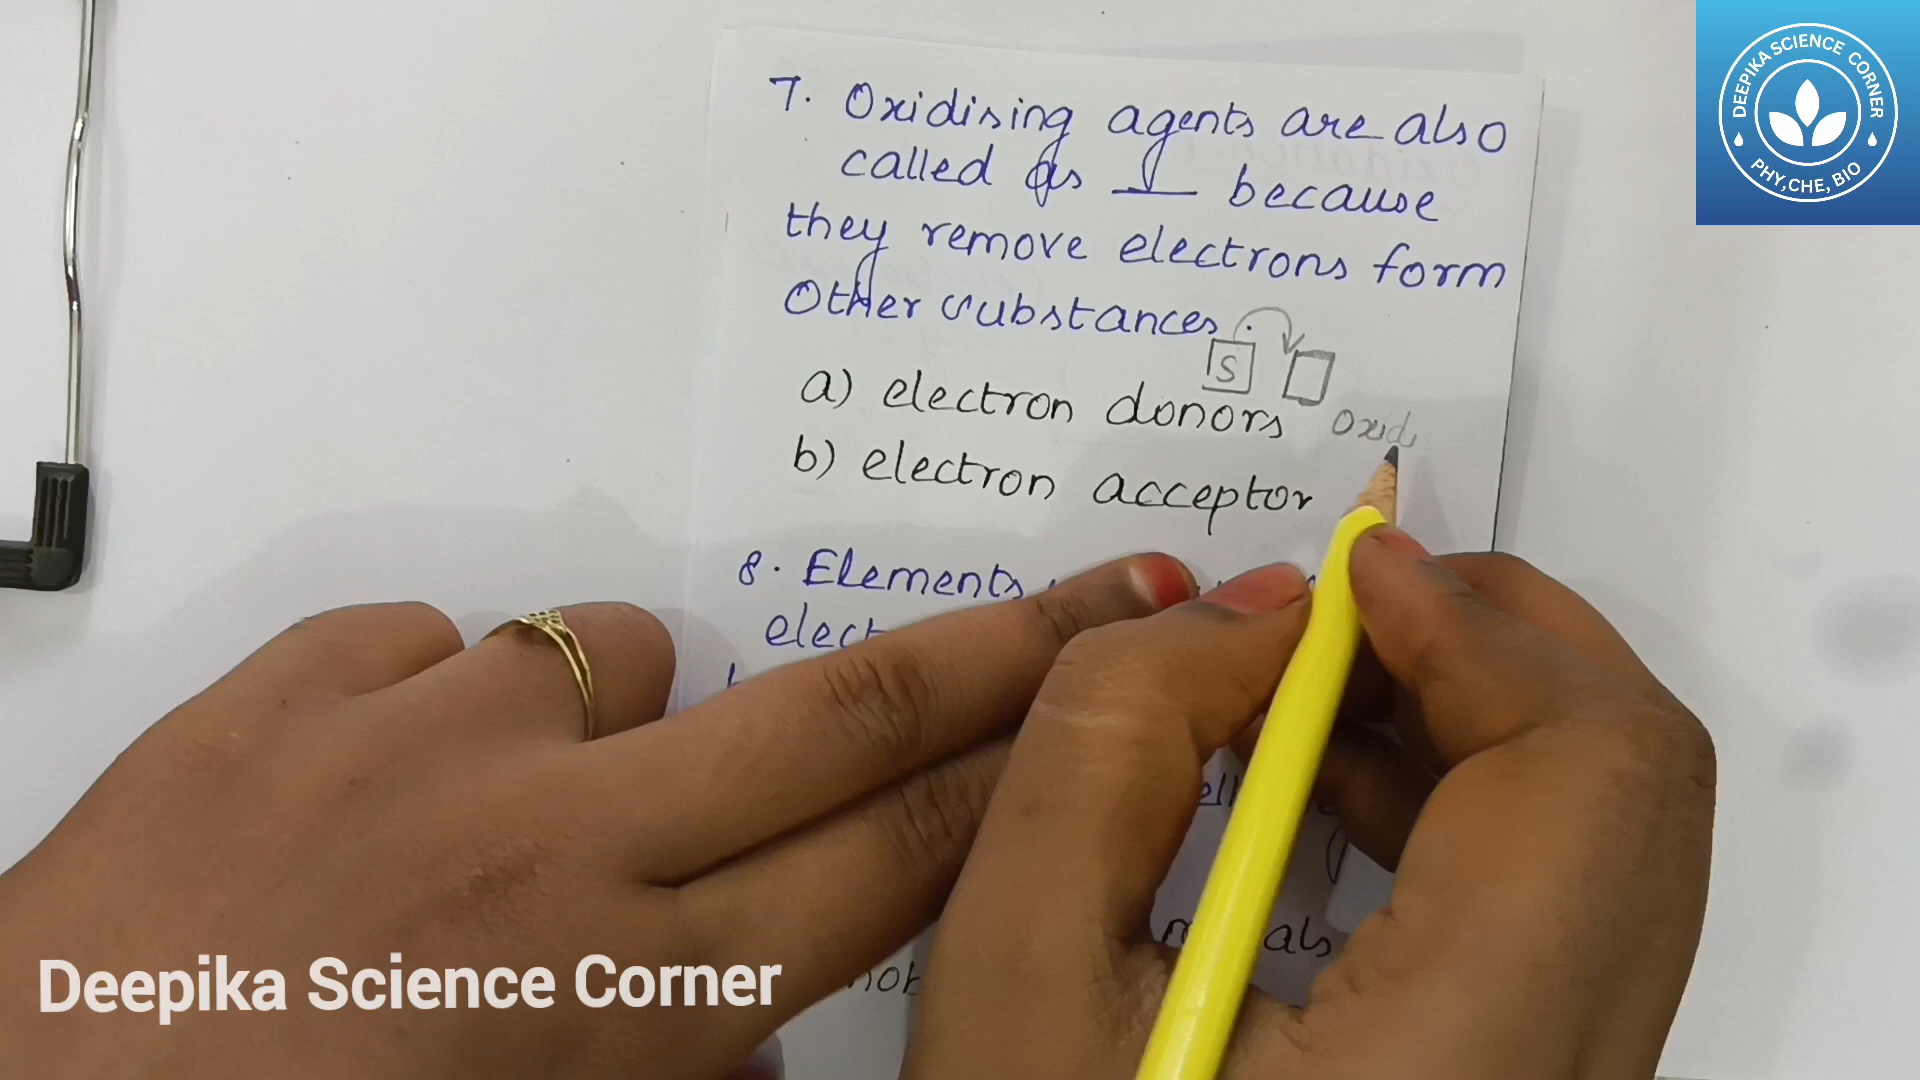 7. Oxidising agents are also
called as ___ because
they remove electrons form
Other substances.
S
a) electron donors
Oxidi
b) electron acceptor
8. Elements
elect
m als
DEEPIKA SCIENCE CORNER
PHY,CHE, BIO
Deepika Science Corner